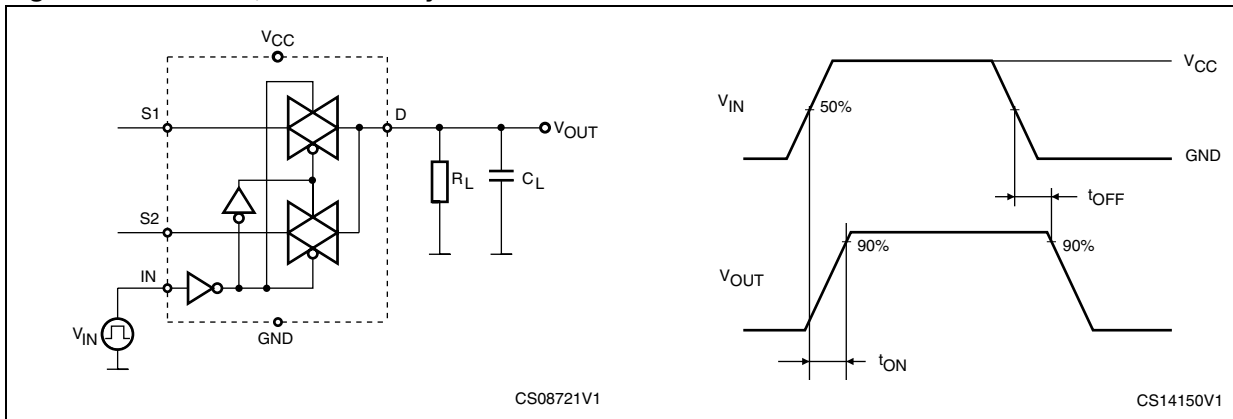 VCC
S1
D
VOUT
RL
CL
S2
IN
VIN
GND
CS08721V1
VCC
VIN
50%
GND
tOFF
90%
90%
VOUT
tON
CS14150V1